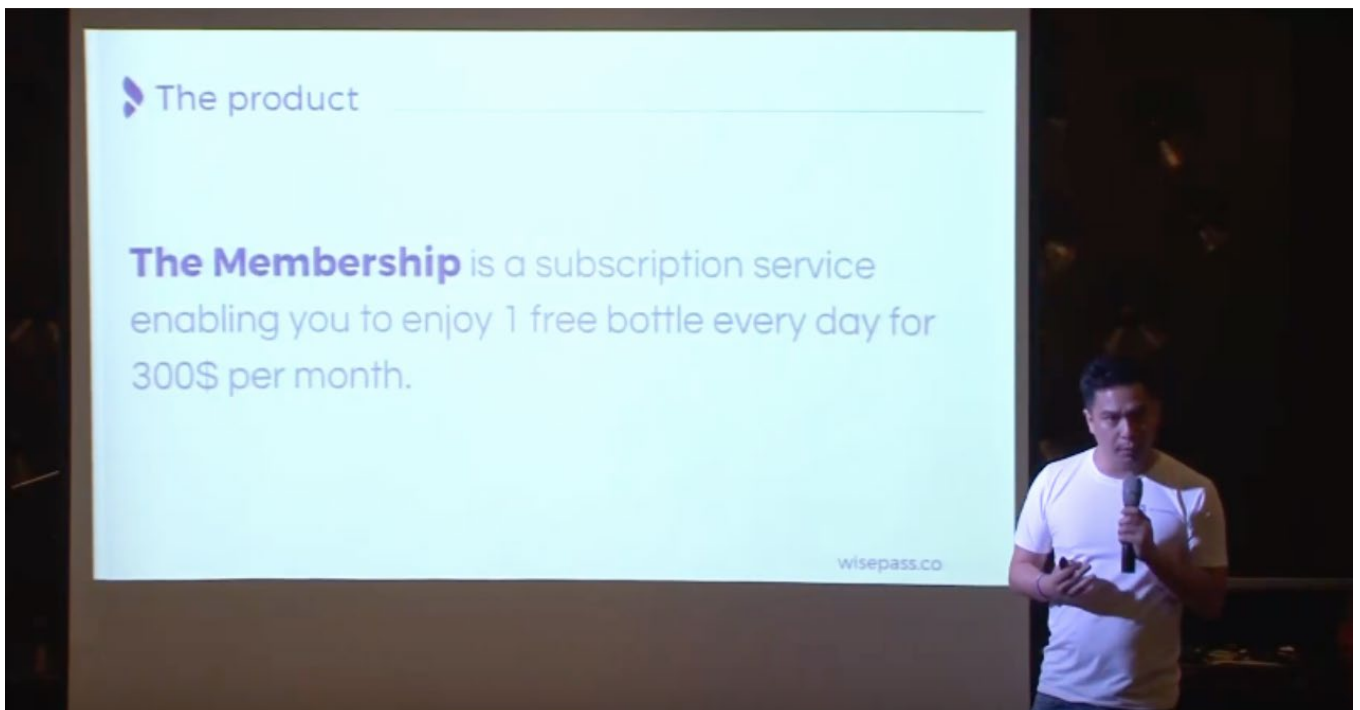 The product
The Membership is a subscription service
enabling you to enjoy 1 free bottle every day for
300$ per month.
wisepass.co